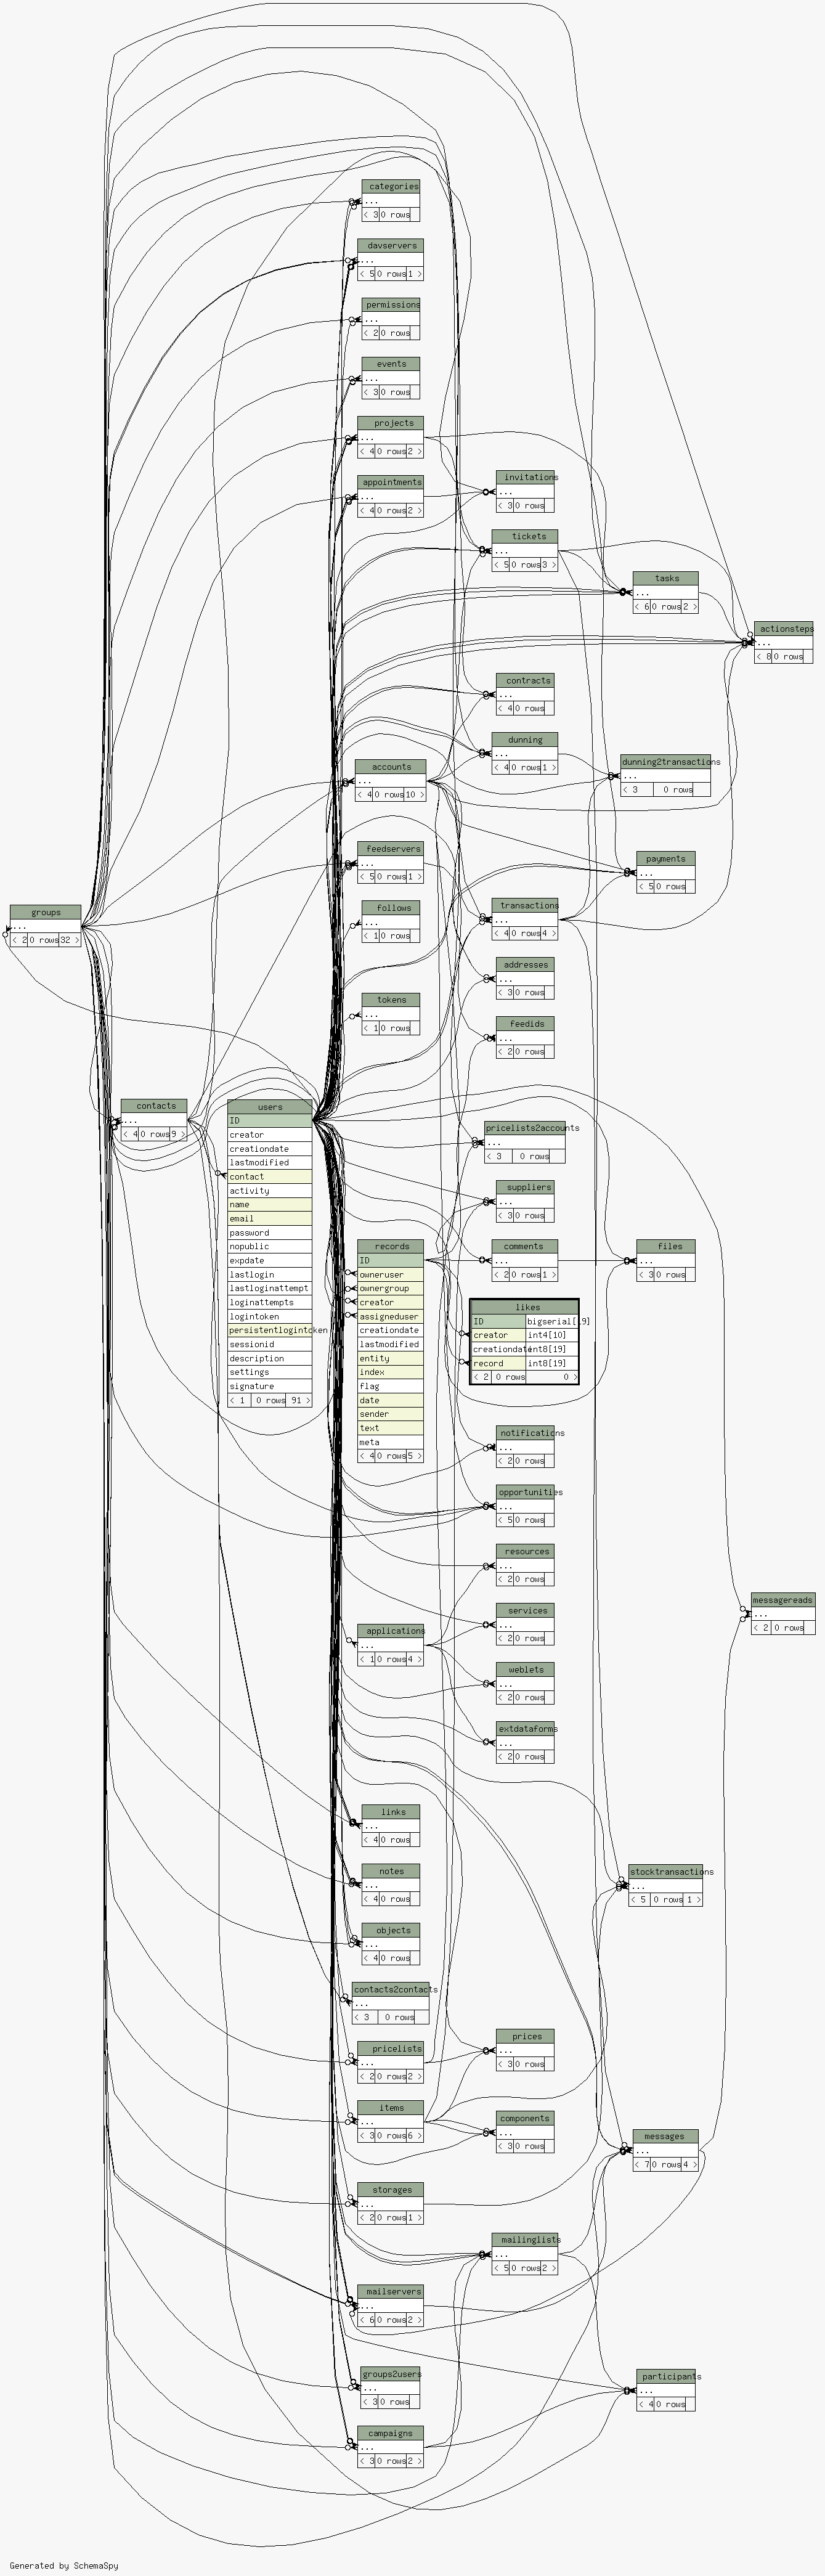 categories
...
< 3 0 rows
davservers
...
< 5 0 rows 1 >
permissions
...
< 2 0 rows
events
...
< 3 0 rows
projects
...
< 4 0 rows 2 >
appointments
...
< 4 0 rows 2 >
invitations
...
< 3 0 rows
tickets
...
< 5 0 rows 3 >
tasks
...
< 6 0 rows 2 >
actionsteps
...
< 8 0 rows
contracts
...
< 4 0 rows
dunning
...
< 4 0 rows 1 >
dunning2transactions
...
< 3 0 rows
accounts
...
< 4 0 rows 10 >
feedservers
...
< 5 0 rows 1 >
payments
...
< 5 0 rows
follows
...
< 1 0 rows
transactions
...
< 4 0 rows 4 >
groups
...
< 2 0 rows 32 >
addresses
...
< 3 0 rows
tokens
...
< 1 0 rows
feedids
...
< 2 0 rows
contacts
...
< 4 0 rows 9 >
users
ID
creator
creationdate
lastmodified
contact
activity
name
email
password
nopublic
expdate
lastlogin
lastloginattempt
loginattempts
logintoken
persistentlogintoken
sessionid
description
settings
signature
< 1 0 rows 91 >
pricelists2accounts
...
< 3 0 rows
suppliers
...
< 3 0 rows
records
ID
owneruser
ownergroup
creator
assigneduser
creationdate
lastmodified
entity
index
flag
date
sender
text
meta
< 4 0 rows 5 >
comments
...
< 2 0 rows 1 >
files
...
< 3 0 rows
likes
ID bigserial[19]
creator int4[10]
creationdate int8[19]
record int8[19]
< 2 0 rows 0 >
notifications
...
< 2 0 rows
opportunities
...
< 5 0 rows
resources
...
< 2 0 rows
services
...
< 2 0 rows
messagereads
...
< 2 0 rows
applications
...
< 1 0 rows 4 >
weblets
...
< 2 0 rows
extdataforms
...
< 2 0 rows
links
...
< 4 0 rows
notes
...
< 4 0 rows
stocktransactions
...
< 5 0 rows 1 >
objects
...
< 4 0 rows
contacts2contacts
...
< 3 0 rows
pricelists
...
< 2 0 rows 2 >
prices
...
< 3 0 rows
items
...
< 3 0 rows 6 >
components
...
< 3 0 rows
messages
...
< 7 0 rows 4 >
storages
...
< 2 0 rows 1 >
mailinglists
...
< 5 0 rows 2 >
mailservers
...
< 6 0 rows 2 >
groups2users
...
< 3 0 rows
participants
...
< 4 0 rows
campaigns
...
< 3 0 rows 2 >
Generated by SchemaSpy